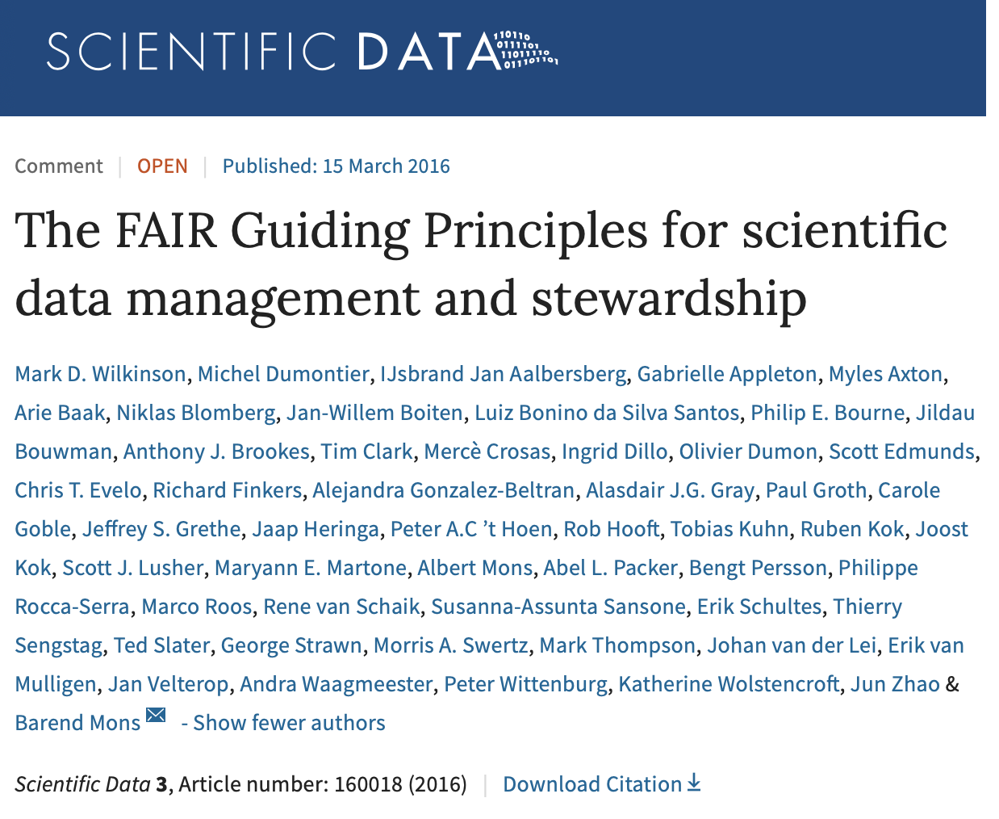 SCIENTIFIC DATA
110110
0111101
11011110
011101101
Comment | OPEN | Published: 15 March 2016
The FAIR Guiding Principles for scientific
data management and stewardship
Mark D. Wilkinson, Michel Dumontier, IJsbrand Jan Aalbersberg, Gabrielle Appleton, Myles Axton,
Arie Baak, Niklas Blomberg, Jan-Willem Boiten, Luiz Bonino da Silva Santos, Philip E. Bourne, Jildau
Bouwman, Anthony J. Brookes, Tim Clark, Mercè Crosas, Ingrid Dillo, Olivier Dumon, Scott Edmunds,
Chris T. Evelo, Richard Finkers, Alejandra Gonzalez-Beltran, Alasdair J.G. Gray, Paul Groth, Carole
Goble, Jeffrey S. Grethe, Jaap Heringa, Peter A.C ’t Hoen, Rob Hooft, Tobias Kuhn, Ruben Kok, Joost
Kok, Scott J. Lusher, Maryann E. Martone, Albert Mons, Abel L. Packer, Bengt Persson, Philippe
Rocca-Serra, Marco Roos, Rene van Schaik, Susanna-Assunta Sansone, Erik Schultes, Thierry
Sengstag, Ted Slater, George Strawn, Morris A. Swertz, Mark Thompson, Johan van der Lei, Erik van
Mulligen, Jan Velterop, Andra Waagmeester, Peter Wittenburg, Katherine Wolstencroft, Jun Zhao &
Barend Mons - Show fewer authors
Scientific Data 3, Article number: 160018 (2016) | Download Citation